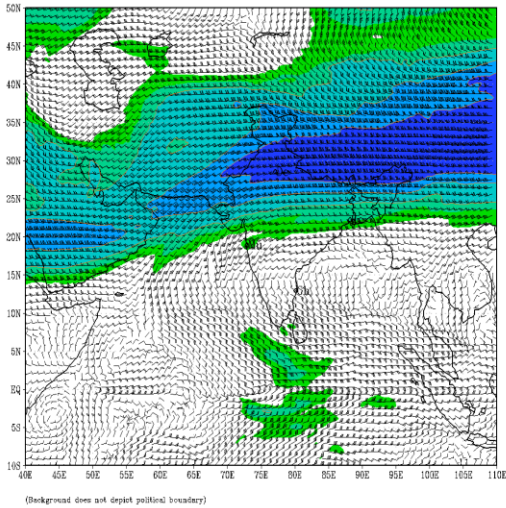 50N
45N
40N
35N
30N
25N
20N
15N
10N
5N
EQ
5S
10S
40E 45E 50E 55E 60E 65E 70E 75E 80E 85E 90E 95E 100E 105E 110E
(Background does not depict political boundary)